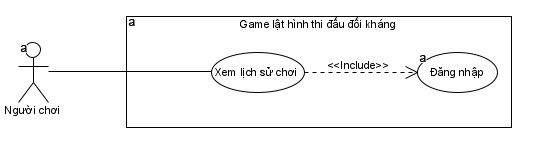 a
Game lật hình thi đấu đối kháng
a
Xem lịch sử chơi
<<Include>>
a
Đăng nhập
Người chơi